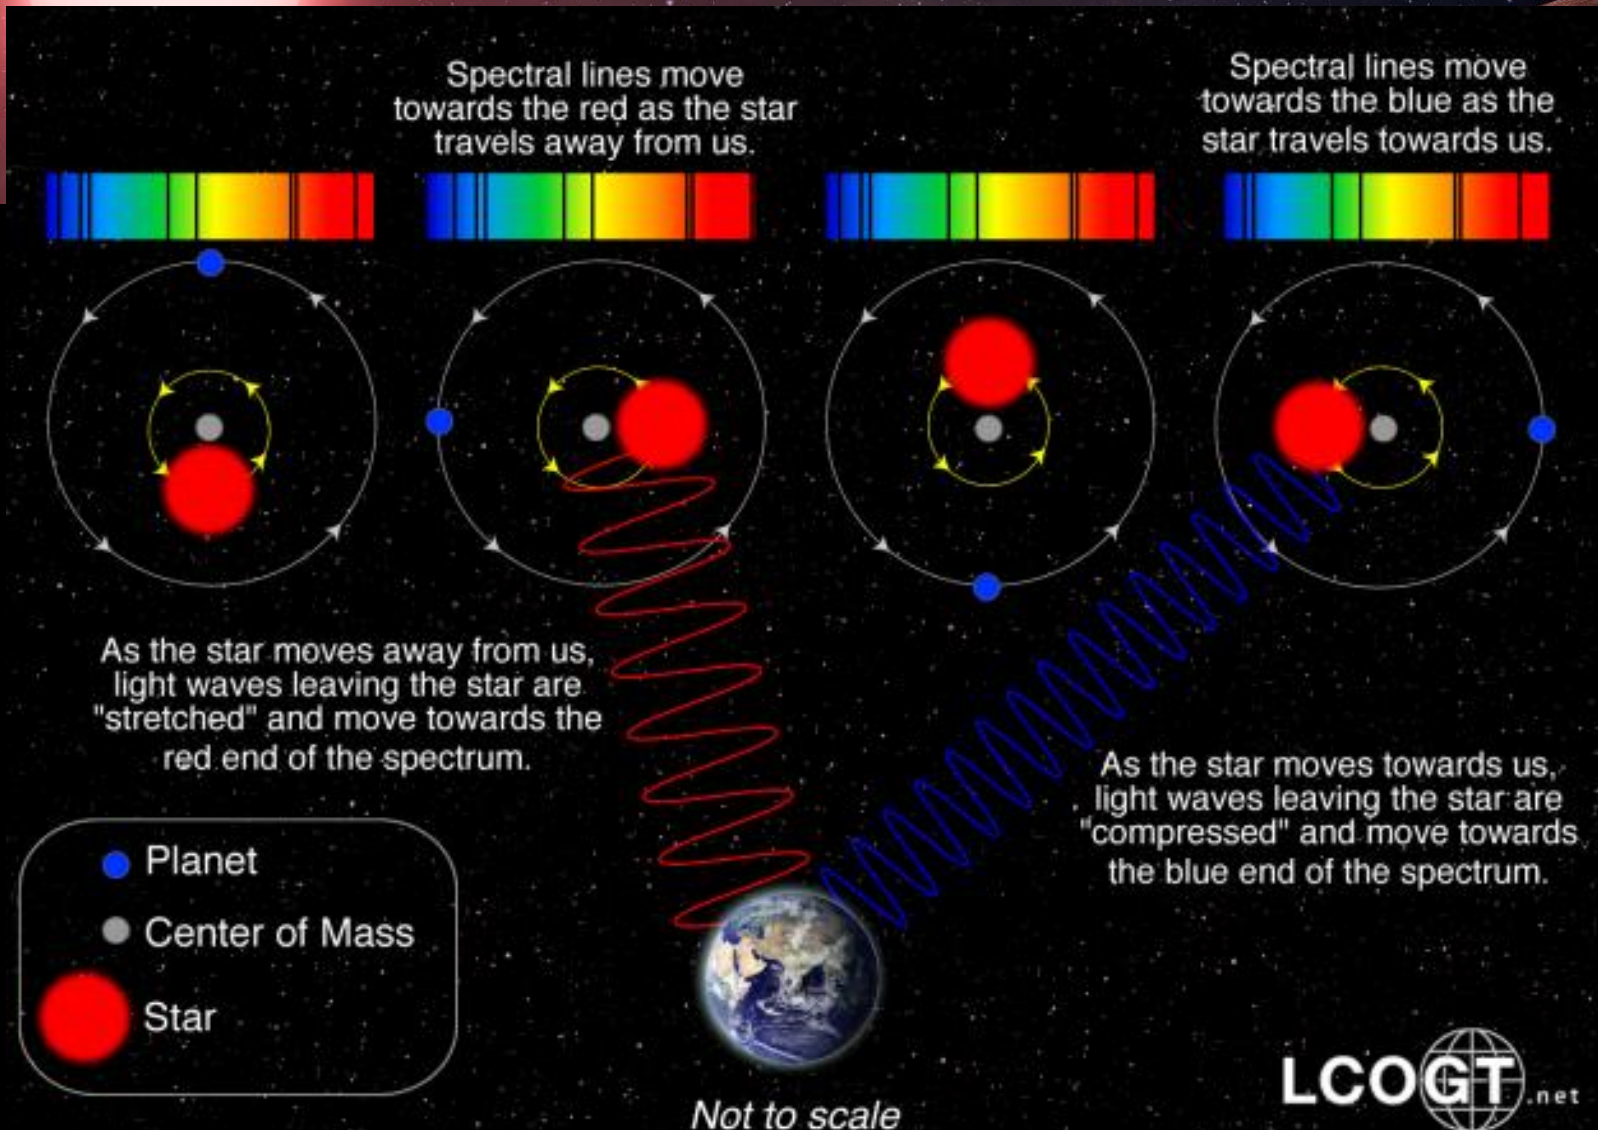 Spectral lines move
towards the red as the star
travels away from us.
Spectral lines move
towards the blue as the
star travels towards us.
As the star moves away from us,
light waves leaving the star are
"stretched" and move towards the
red end of the spectrum.
As the star moves towards us,
light waves leaving the star are
"compressed" and move towards
the blue end of the spectrum.
Planet
Center of Mass
Star
Not to scale
LCOGT.net